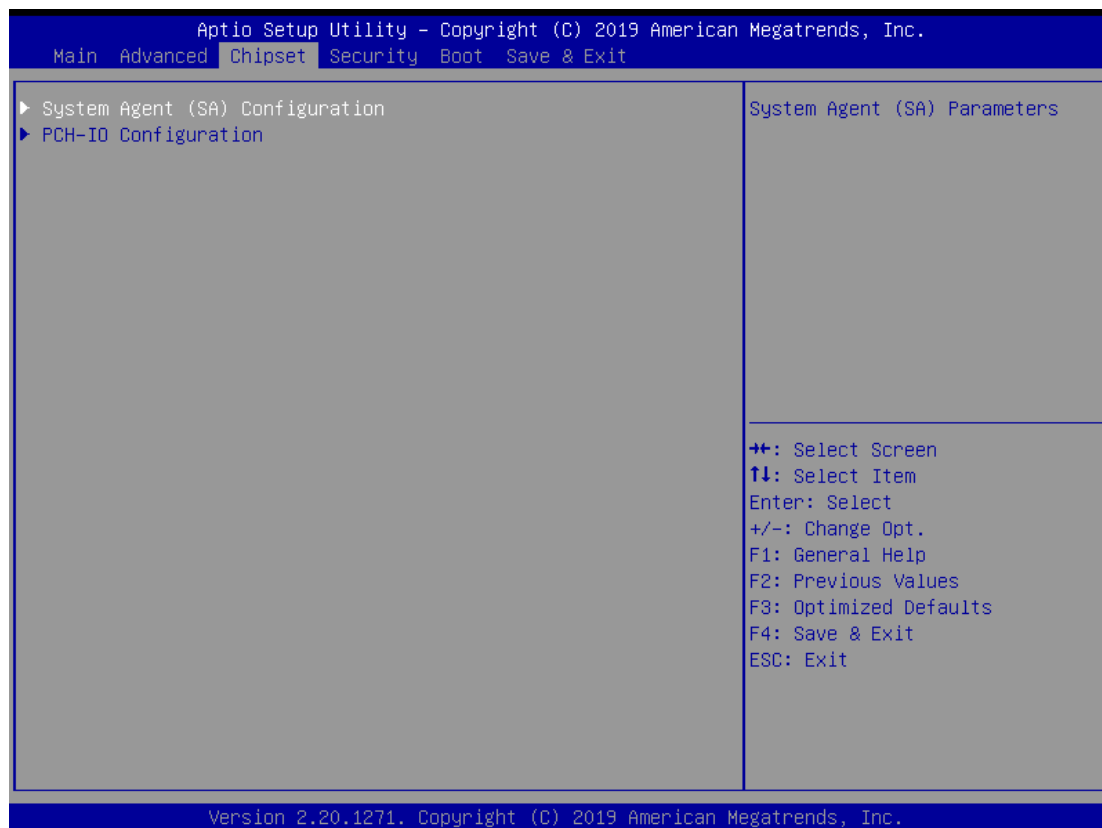 Aptio Setup Utility – Copyright (C) 2019 American Megatrends, Inc.
Main Advanced Chipset Security Boot Save & Exit
▶ System Agent (SA) Configuration
▶ PCH-IO Configuration
System Agent (SA) Parameters
→←: Select Screen
↑↓: Select Item
Enter: Select
+/-: Change Opt.
F1: General Help
F2: Previous Values
F3: Optimized Defaults
F4: Save & Exit
ESC: Exit
Version 2.20.1271. Copyright (C) 2019 American Megatrends, Inc.